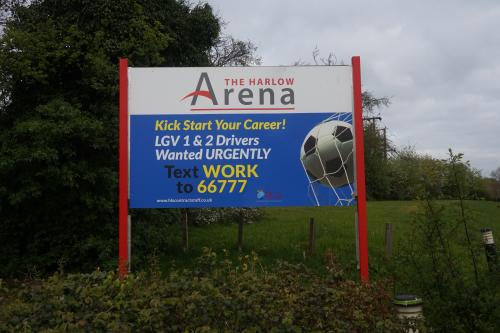 THE HARLOW
Arena
Kick Start Your Career!
LGV 1 & 2 Drivers
Wanted URGENTLY
Text WORK
to 66777